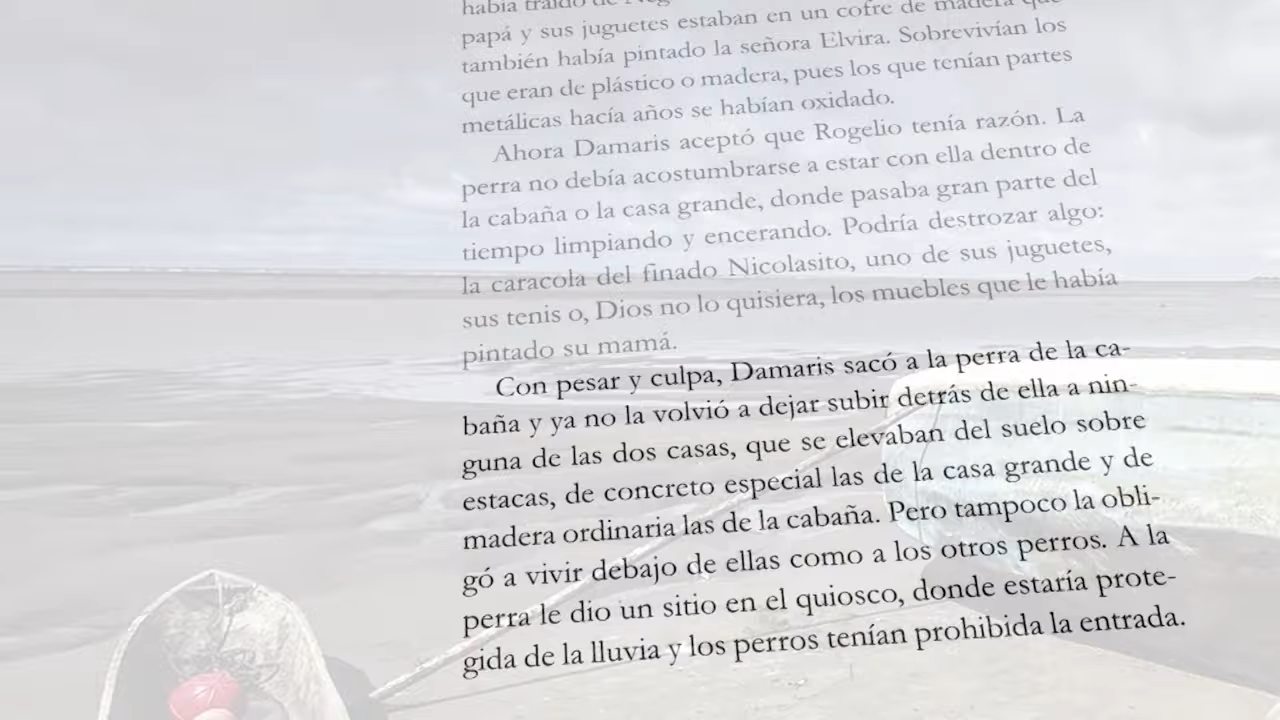 papá y sus juguetes estaban en un cofre de madera que
también había pintado la señora Elvira. Sobrevivían los
que eran de plástico o madera, pues los que tenían partes
metálicas hacía años se habían oxidado.
Ahora Damaris aceptó que Rogelio tenía razón. La
perra no debía acostumbrarse a estar con ella dentro de
la cabaña o la casa grande, donde pasaba gran parte del
tiempo limpiando y encerando. Podría destrozar algo:
la caracola del finado Nicolasito, uno de sus juguetes,
sus tenis o, Dios no lo quisiera, los muebles que le había
pintado su mamá.
Con pesar y culpa, Damaris sacó a la perra de la ca-
baña y ya no la volvió a dejar subir detrás de ella a nin-
guna de las dos casas, que se elevaban del suelo sobre
estacas, de concreto especial las de la casa grande y de
madera ordinaria las de la cabaña. Pero tampoco la obli-
gó a vivir debajo de ellas como a los otros perros. A la
perra le dio un sitio en el quiosco, donde estaría prote-
gida de la lluvia y los perros tenían prohibida la entrada.